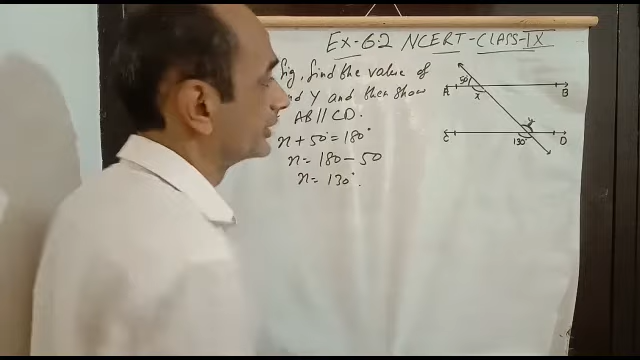 Ex-6.2 NCERT-CLASS-IX
fig, find the value of
nd Y and then show
AB // CD.
x + 50° = 180°
x = 180 - 50
x = 130°.
50°
A
x
B
y
C
130°
D